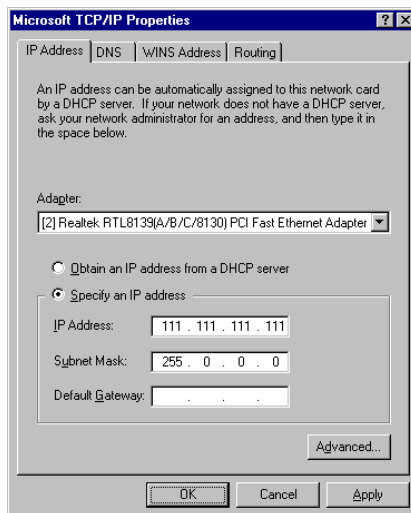 Microsoft TCP/IP Properties
IP Address DNS WINS Address Routing
An IP address can be automatically assigned to this network card
by a DHCP server. If your network does not have a DHCP server,
ask your network administrator for an address, and then type it in
the space below.
Adapter:
[2] Realtek RTL8139(A/B/C/8130) PCI Fast Ethernet Adapter
Obtain an IP address from a DHCP server
Specify an IP address
IP Address: 111 . 111 . 111 . 111
Subnet Mask: 255 . 0 . 0 . 0
Default Gateway: . . .
Advanced...
OK Cancel Apply